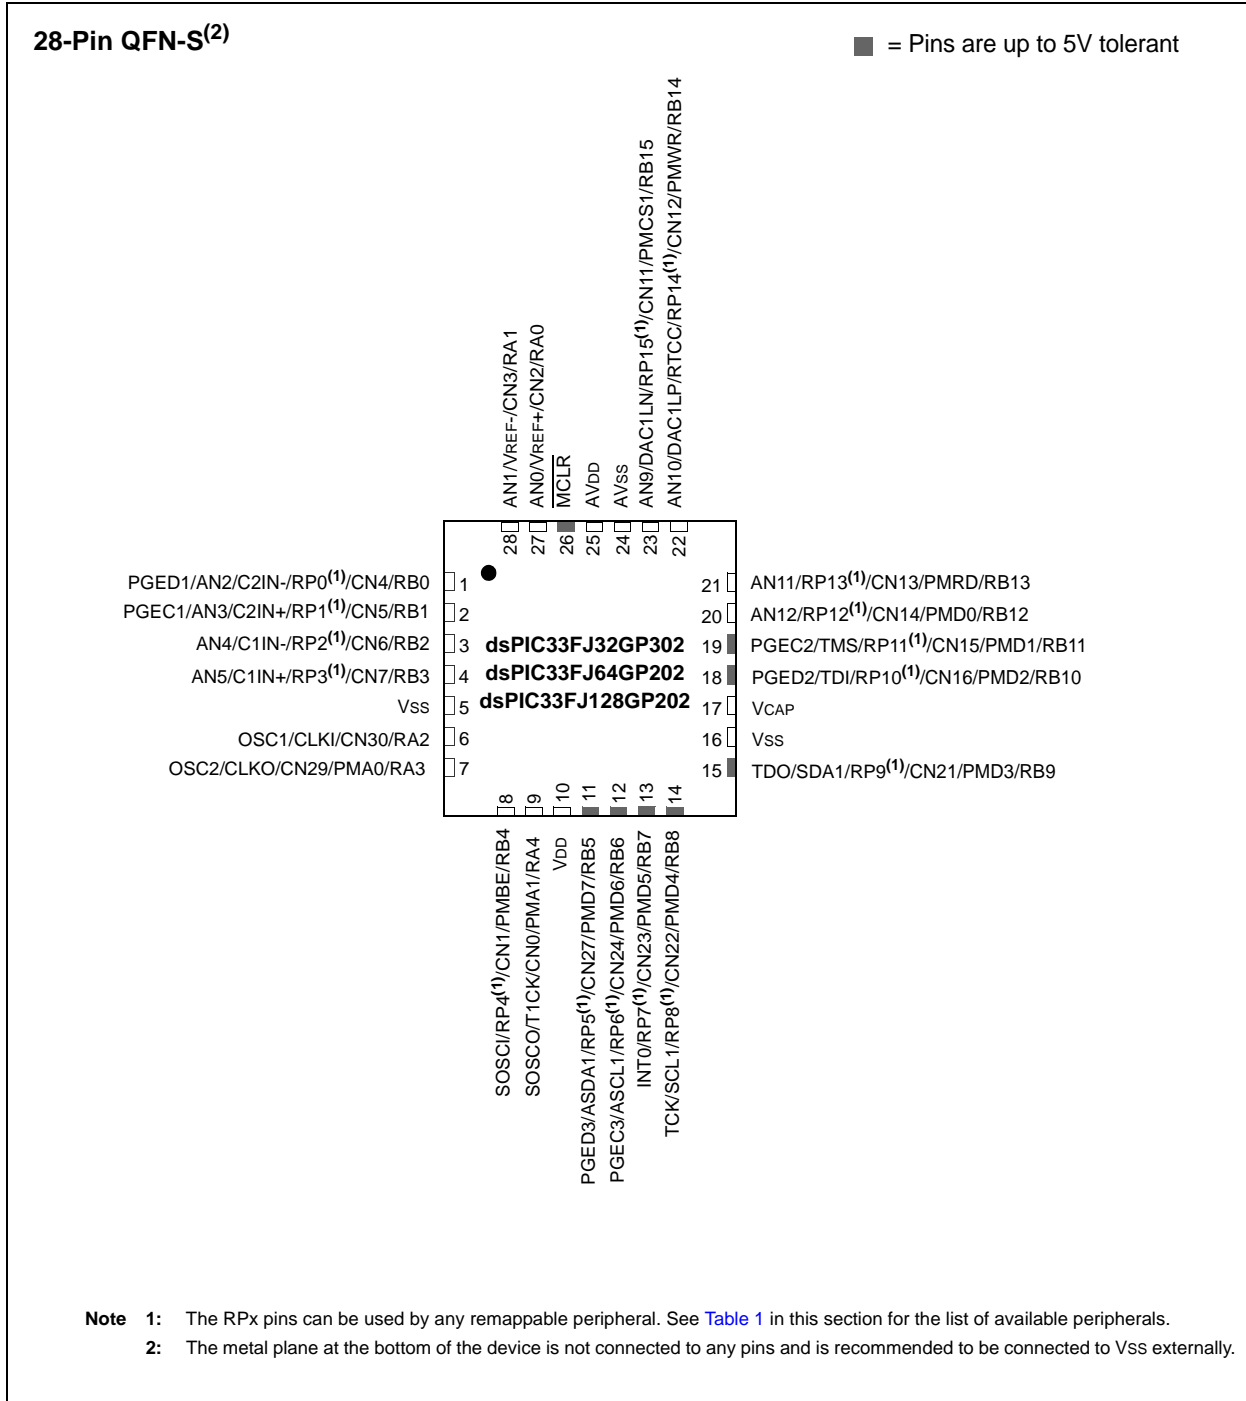 28-Pin QFN-S(2)
= Pins are up to 5V tolerant
AN1/VREF-/CN3/RA1
AN0/VREF+/CN2/RA0
MCLR
AVDD
AVSS
AN9/DAC1LN/RP15(1)/CN11/PMCS1/RB15
AN10/DAC1LP/RTCC/RP14(1)/CN12/PMWR/RB14
28
27
26
25
24
23
22
PGED1/AN2/C2IN-/RP0(1)/CN4/RB0
1
PGEC1/AN3/C2IN+/RP1(1)/CN5/RB1
2
AN4/C1IN-/RP2(1)/CN6/RB2
3
AN5/C1IN+/RP3(1)/CN7/RB3
4
VSS
5
OSC1/CLKI/CN30/RA2
6
OSC2/CLKO/CN29/PMA0/RA3
7
dsPIC33FJ32GP302
dsPIC33FJ64GP202
dsPIC33FJ128GP202
21
AN11/RP13(1)/CN13/PMRD/RB13
20
AN12/RP12(1)/CN14/PMD0/RB12
19
PGEC2/TMS/RP11(1)/CN15/PMD1/RB11
18
PGED2/TDI/RP10(1)/CN16/PMD2/RB10
17
VCAP
16
VSS
15
TDO/SDA1/RP9(1)/CN21/PMD3/RB9
8
9
10
11
12
13
14
SOSCI/RP4(1)/CN1/PMBE/RB4
SOSCO/T1CK/CN0/PMA1/RA4
VDD
PGED3/ASDA1/RP5(1)/CN27/PMD7/RB5
PGEC3/ASCL1/RP6(1)/CN24/PMD6/RB6
INT0/RP7(1)/CN23/PMD5/RB7
TCK/SCL1/RP8(1)/CN22/PMD4/RB8
Note 1: The RPx pins can be used by any remappable peripheral. See Table 1 in this section for the list of available peripherals.
2: The metal plane at the bottom of the device is not connected to any pins and is recommended to be connected to VSS externally.